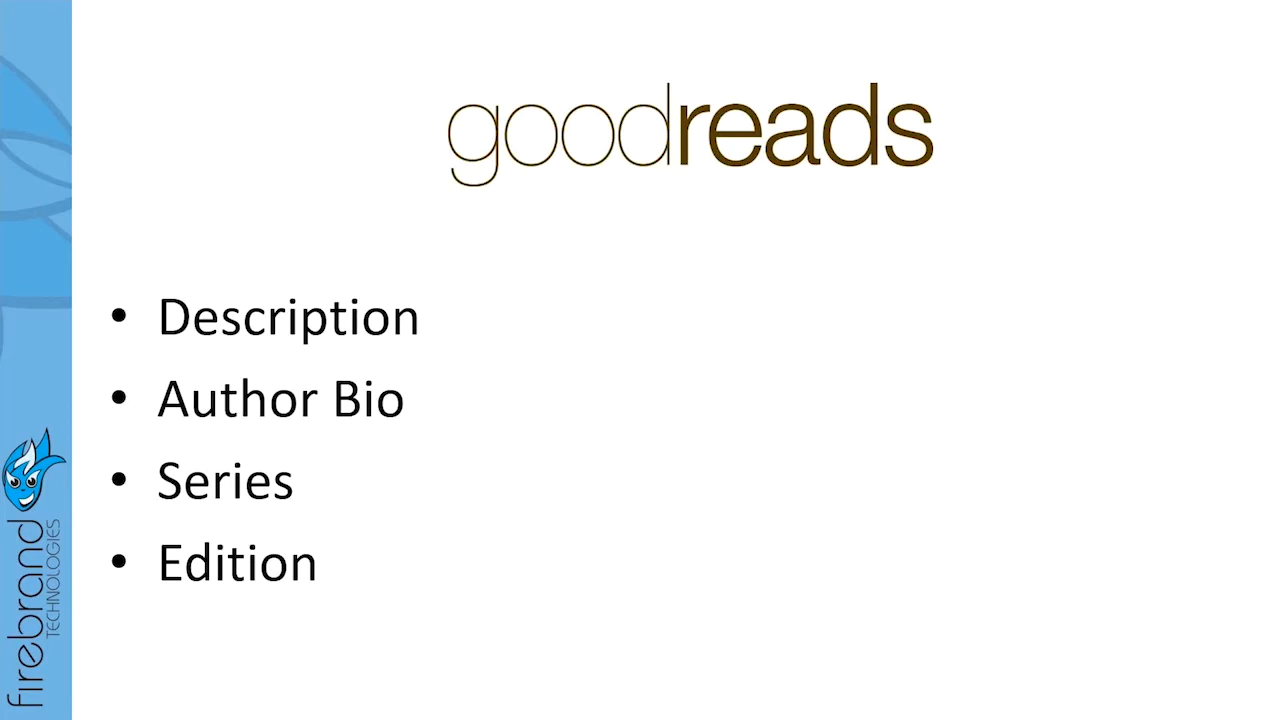 goodreads
• Description
• Author Bio
• Series
• Edition
firebrand
TECHNOLOGIES